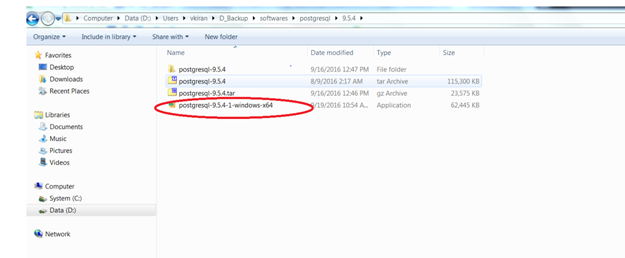 Computer ▸ Data (D:) ▸ Users ▸ vkiran ▸ D_Backup ▸ softwares ▸ postgresql ▸ 9.5.4 ▸
Organize ▾ Include in library ▾ Share with ▾ New folder
Favorites
Desktop
Downloads
Recent Places
Libraries
Documents
Music
Pictures
Videos
Computer
System (C:)
Data (D:)
Network
Name Date modified Type Size
postgresql-9.5.4 9/16/2016 12:47 PM File folder
postgresql-9.5.4 8/9/2016 2:17 AM tar Archive 115,300 KB
postgresql-9.5.4.tar 9/16/2016 12:46 PM gz Archive 23,575 KB
postgresql-9.5.4-1-windows-x64 9/19/2016 10:54 A... Application 62,445 KB